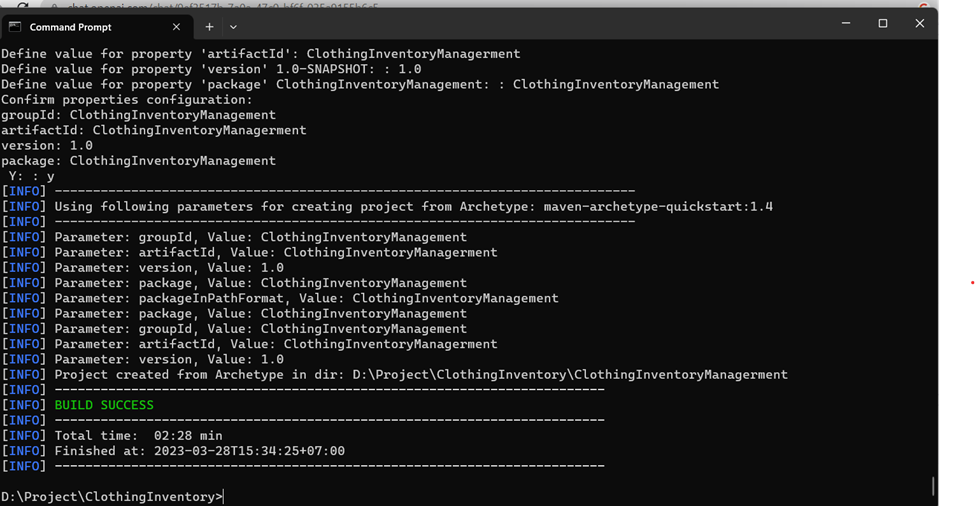 Command Prompt
Define value for property 'artifactId': ClothingInventoryManagerment
Define value for property 'version' 1.0-SNAPSHOT: : 1.0
Define value for property 'package' ClothingInventoryManagement: : ClothingInventoryManagement
Confirm properties configuration:
groupId: ClothingInventoryManagement
artifactId: ClothingInventoryManagerment
version: 1.0
package: ClothingInventoryManagement
 Y: : y
[INFO] ----------------------------------------------------------------------------
[INFO] Using following parameters for creating project from Archetype: maven-archetype-quickstart:1.4
[INFO] ----------------------------------------------------------------------------
[INFO] Parameter: groupId, Value: ClothingInventoryManagement
[INFO] Parameter: artifactId, Value: ClothingInventoryManagerment
[INFO] Parameter: version, Value: 1.0
[INFO] Parameter: package, Value: ClothingInventoryManagement
[INFO] Parameter: packageInPathFormat, Value: ClothingInventoryManagement
[INFO] Parameter: package, Value: ClothingInventoryManagement
[INFO] Parameter: groupId, Value: ClothingInventoryManagement
[INFO] Parameter: artifactId, Value: ClothingInventoryManagerment
[INFO] Parameter: version, Value: 1.0
[INFO] Project created from Archetype in dir: D:\Project\ClothingInventory\ClothingInventoryManagerment
[INFO] ------------------------------------------------------------------------
[INFO] BUILD SUCCESS
[INFO] ------------------------------------------------------------------------
[INFO] Total time:  02:28 min
[INFO] Finished at: 2023-03-28T15:34:25+07:00
[INFO] ------------------------------------------------------------------------
D:\Project\ClothingInventory>